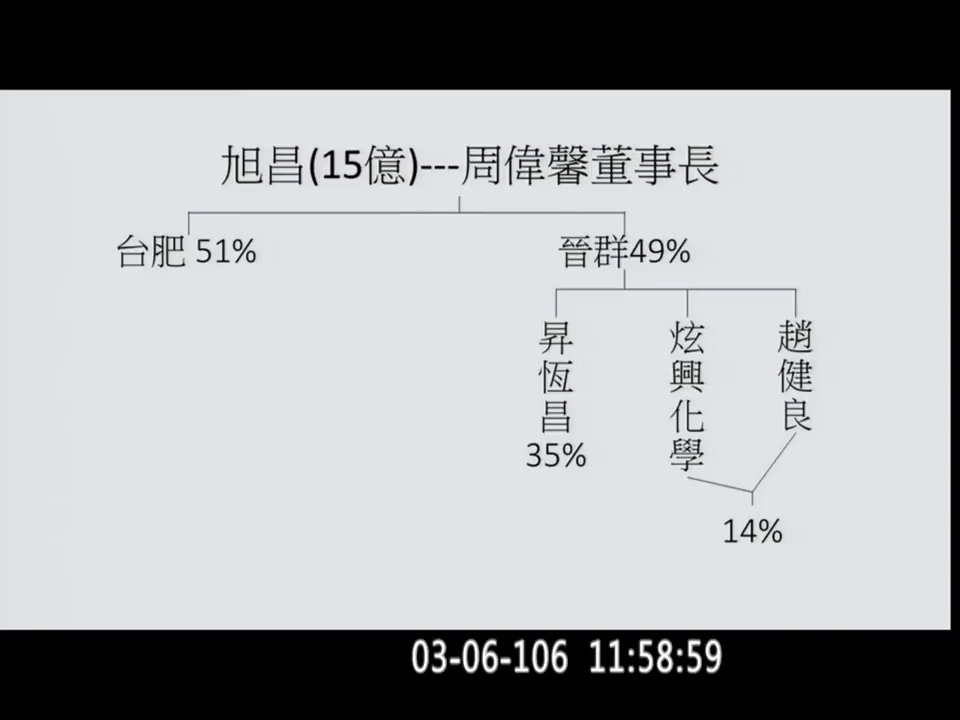 旭昌(15億)---周偉馨董事長
台肥 51%
晉群49%
昇恆昌
35%
炫興化學
趙健良
14%
03-06-106 11:58:59